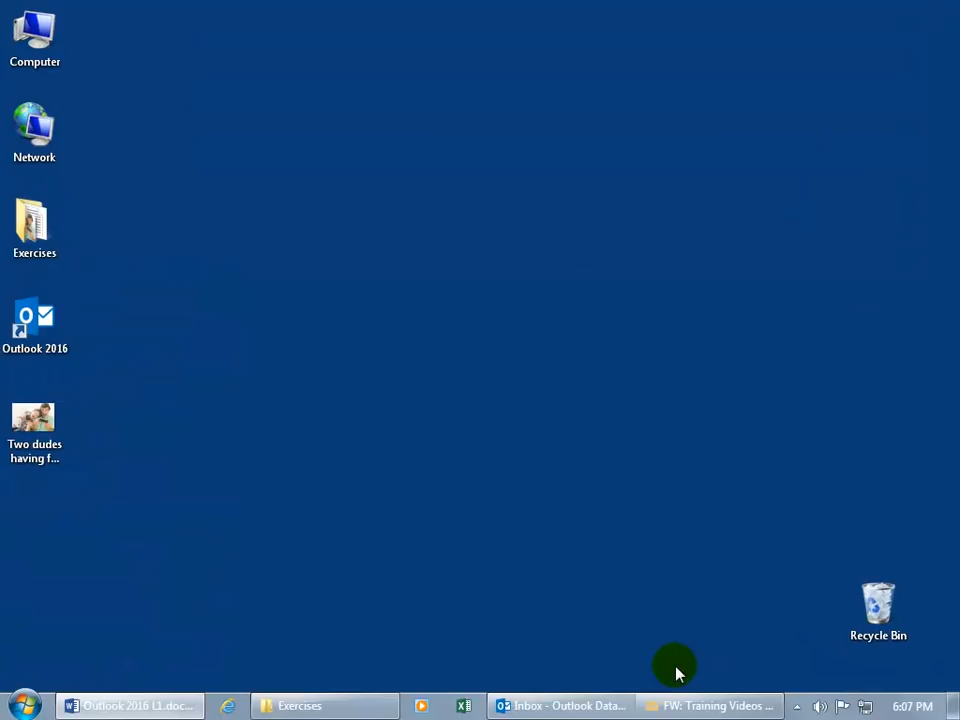 Computer
Network
Exercises
Outlook 2016
Two dudes
having f...
Recycle Bin
Outlook 2016 L1.doc...
Exercises
Inbox - Outlook Data...
FW: Training Videos ...
6:07 PM